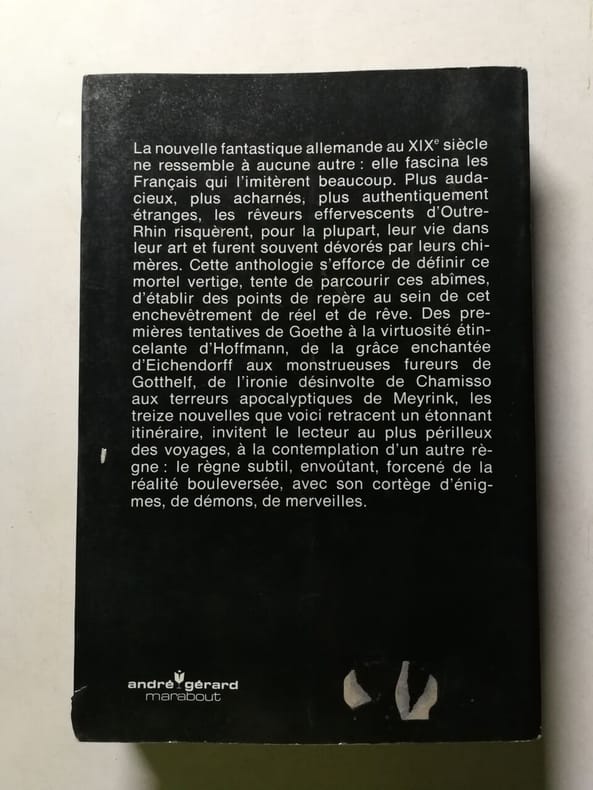 La nouvelle fantastique allemande au XIXe siècle
ne ressemble à aucune autre : elle fascina les
Français qui l'imitèrent beaucoup. Plus auda-
cieux, plus acharnés, plus authentiquement
étranges, les rêveurs effervescents d'Outre-
Rhin risquèrent, pour la plupart, leur vie dans
leur art et furent souvent dévorés par leurs chi-
mères. Cette anthologie s'efforce de définir ce
mortel vertige, tente de parcourir ces abîmes,
d'établir des points de repère au sein de cet
enchevêtrement de réel et de rêve. Des pre-
mières tentatives de Goethe à la virtuosité étin-
celante d'Hoffmann, de la grâce enchantée
d'Eichendorff aux monstrueuses fureurs de
Gotthelf, de l'ironie désinvolte de Chamisso
aux terreurs apocalyptiques de Meyrink, les
treize nouvelles que voici retracent un étonnant
itinéraire, invitent le lecteur au plus périlleux
des voyages, à la contemplation d'un autre rè-
gne : le règne subtil, envoûtant, forcené de la
réalité bouleversée, avec son cortège d'énig-
mes, de démons, de merveilles.
andré gérard
marabout